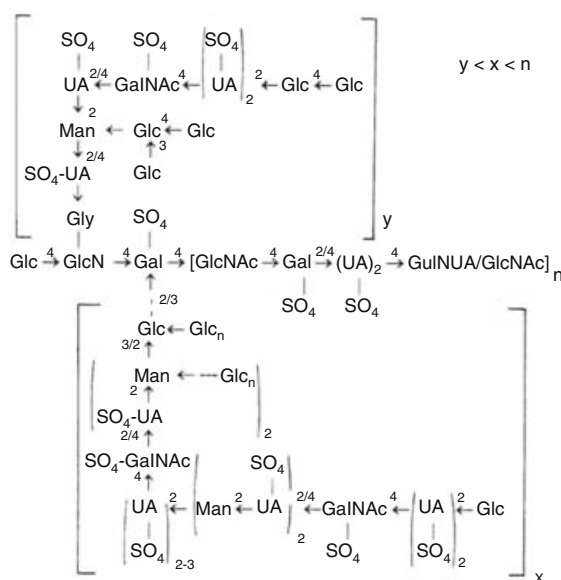 SO₄ SO₄ SO₄
UA 2/4 ← GalNAc 4 ← (UA)₂ 2 ← Glc 4 ← Glc y < x < n
2
Man ← Glc 4 ← Glc
2/4 3
SO₄-UA Glc
Gly SO₄ y
Glc 4 → GlcN 4 → Gal 4 → [GlcNAc 4 → Gal 2/4 → (UA)₂ 4 → GulNUA/GlcNAc]n
SO₄ SO₄
2/3
Glc ← Glcn
3/2
Man ← ---Glcn
2
SO₄-UA
2/4 2
SO₄-GalNAc SO₄
4
UA 2 ← Man 2 ← UA 2/4 ← GalNAc 4 ← UA 2 ← Glc
2
SO₄ 2-3 SO₄ SO₄ 2
x